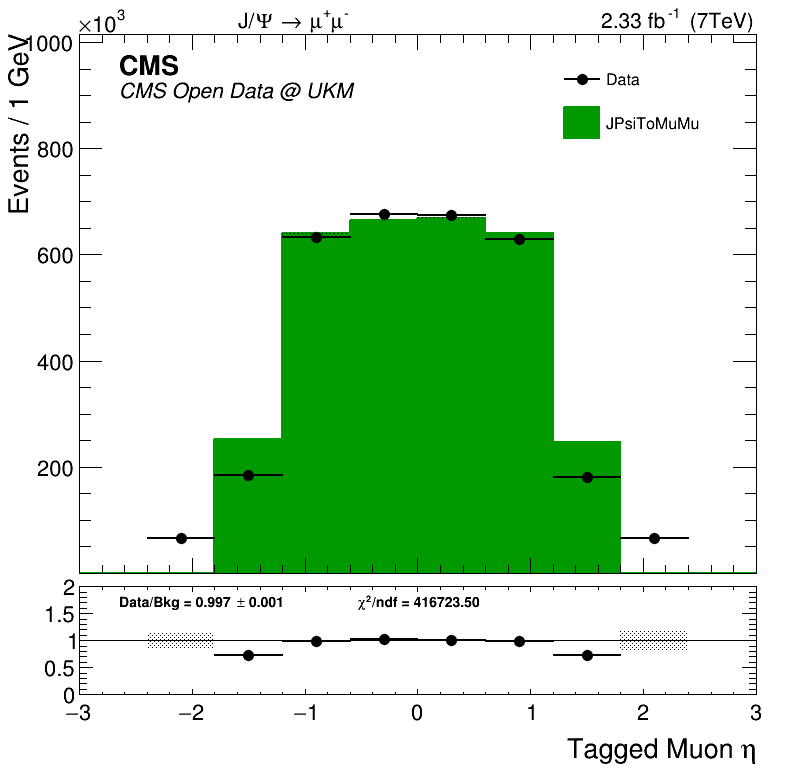 ×10³ J/Ψ → μ⁺μ⁻ 2.33 fb⁻¹ (7TeV)
Events / 1 GeV
1000
800
600
400
200
CMS
CMS Open Data @ UKM
Data
JPsiToMuMu
2
1.5
1
0.5
0
Data/Bkg = 0.997 ± 0.001 χ²/ndf = 416723.50
−3 −2 −1 0 1 2 3
Tagged Muon η